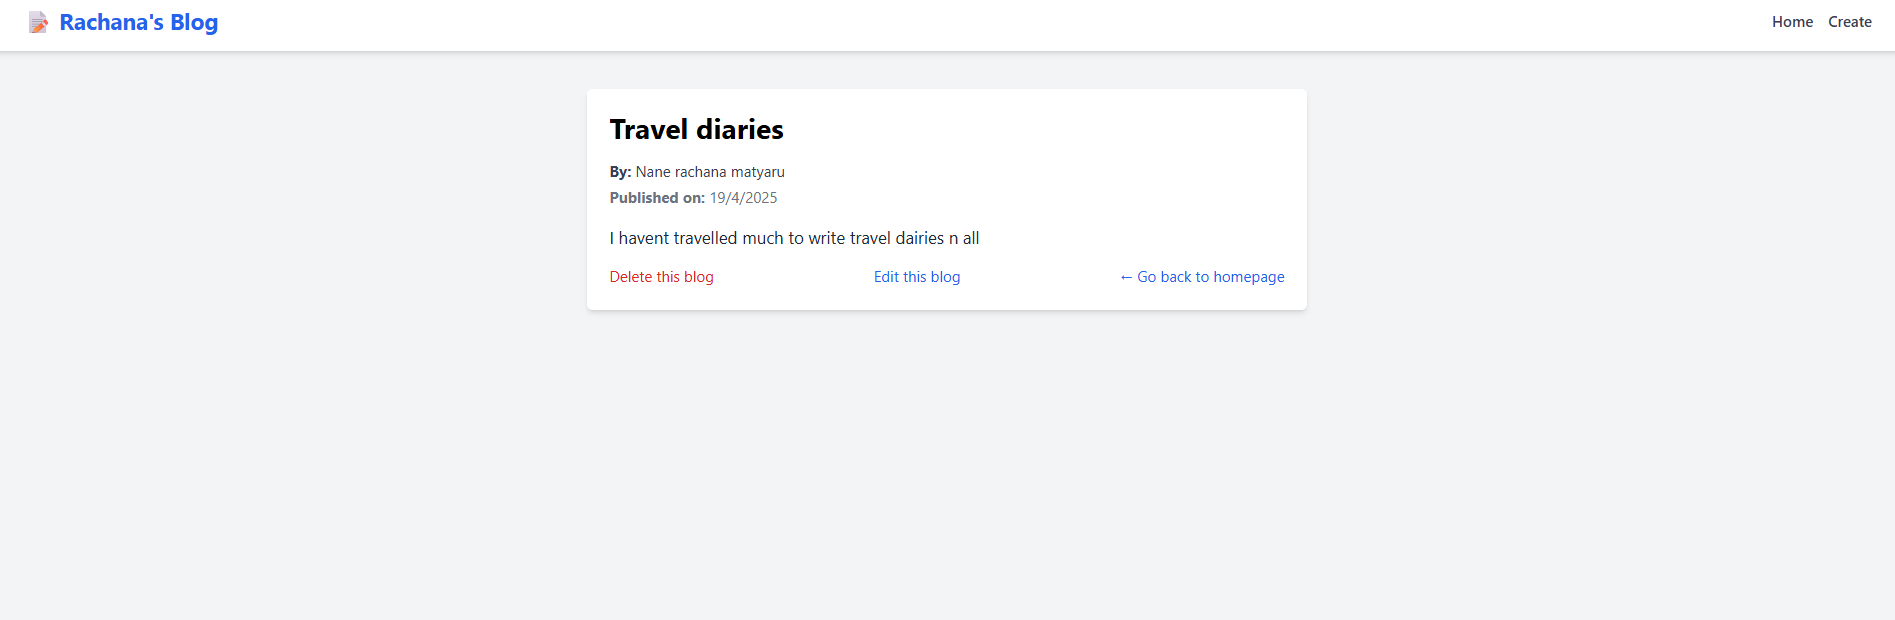 Rachana's Blog
Home Create
Travel diaries
By: Nane rachana matyaru
Published on: 19/4/2025
I havent travelled much to write travel dairies n all
Delete this blog Edit this blog ← Go back to homepage